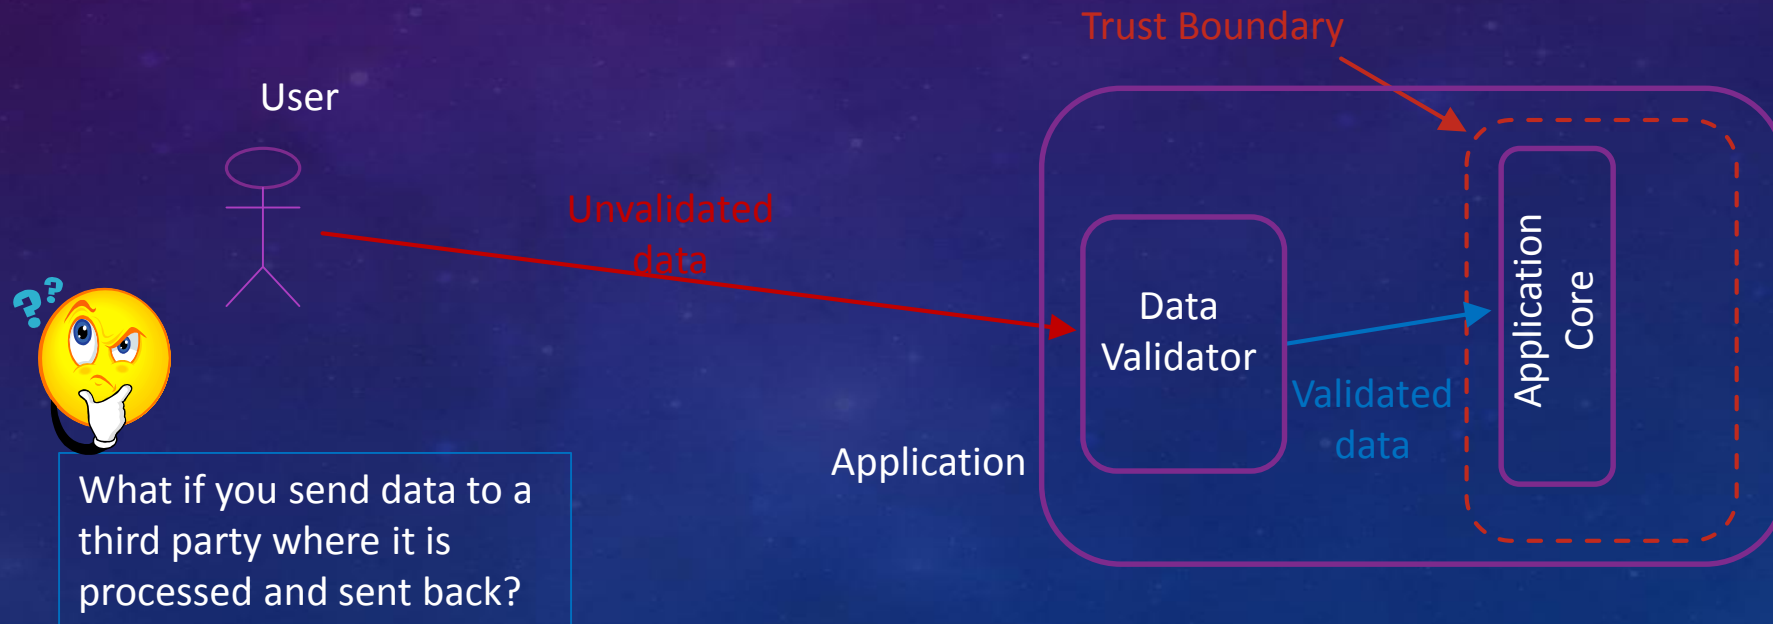 Trust Boundary
User
Unvalidated
data
Data
Validator
Validated
data
Application
Core
Application
??
What if you send data to a
third party where it is
processed and sent back?